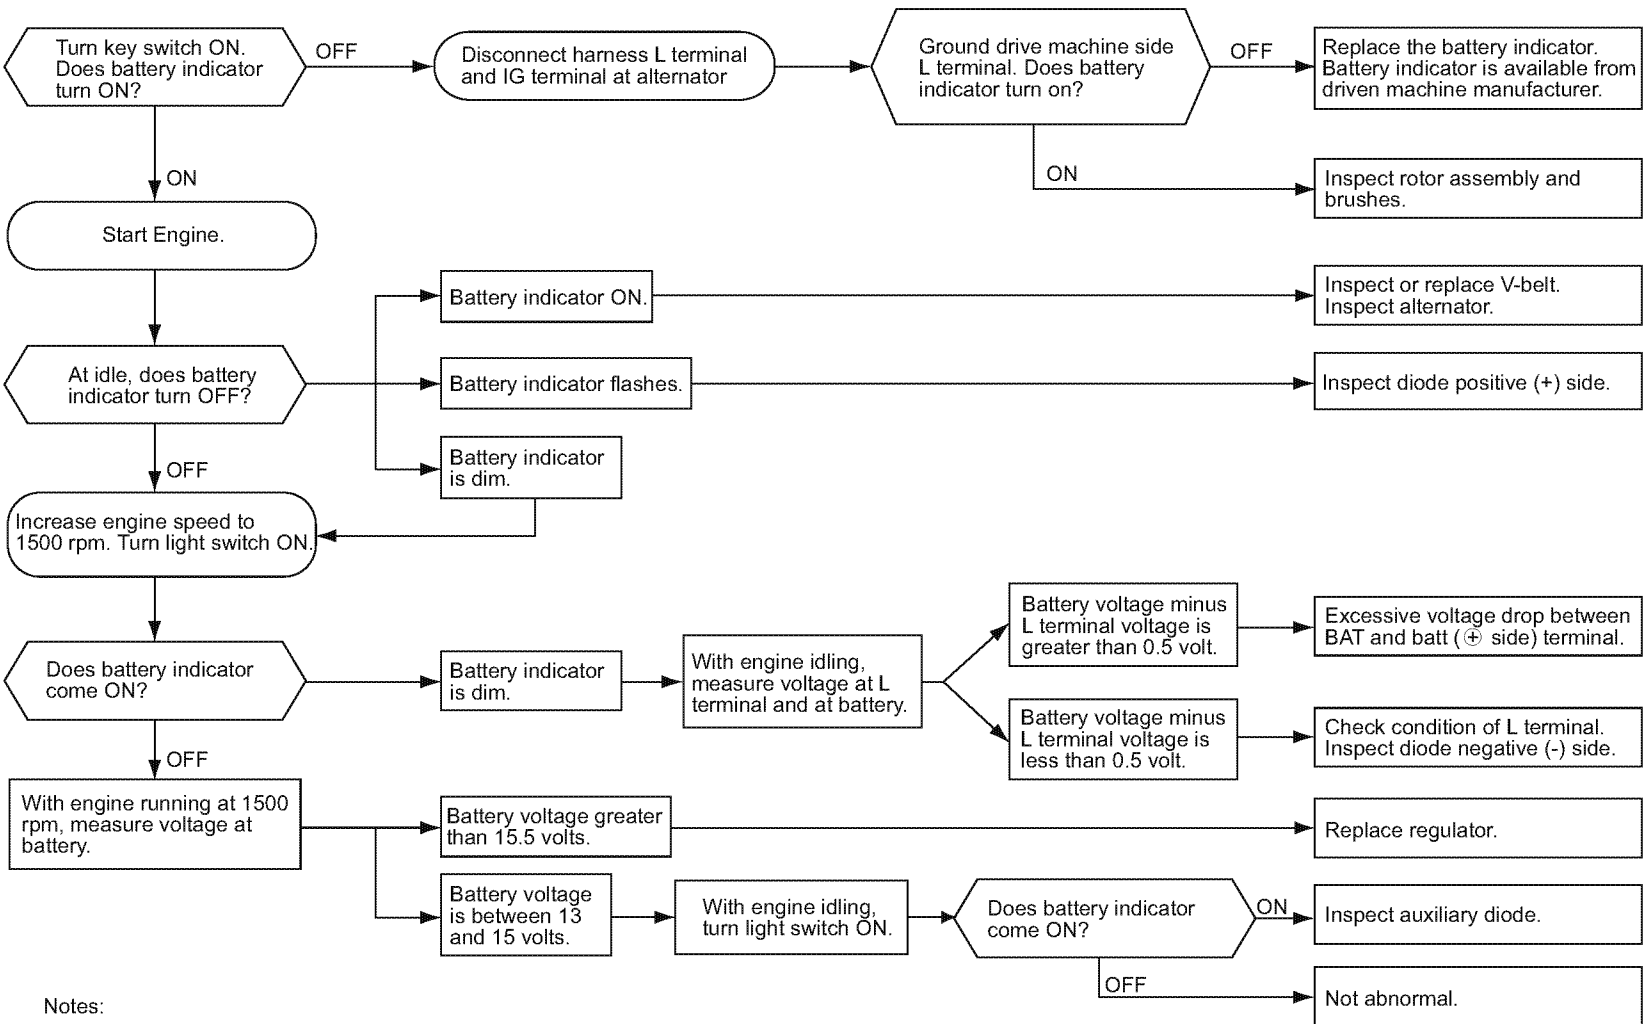 Turn key switch ON.
Does battery indicator
turn ON?
OFF
Disconnect harness L terminal
and IG terminal at alternator
Ground drive machine side
L terminal. Does battery
indicator turn on?
OFF
Replace the battery indicator.
Battery indicator is available from
driven machine manufacturer.
ON
Inspect rotor assembly and
brushes.
ON
Start Engine.
Battery indicator ON.
Inspect or replace V-belt.
Inspect alternator.
At idle, does battery
indicator turn OFF?
Battery indicator flashes.
Inspect diode positive (+) side.
Battery indicator
is dim.
OFF
Increase engine speed to
1500 rpm. Turn light switch ON.
Does battery indicator
come ON?
Battery indicator
is dim.
With engine idling,
measure voltage at L
terminal and at battery.
Battery voltage minus
L terminal voltage is
greater than 0.5 volt.
Excessive voltage drop between
BAT and batt (⊕ side) terminal.
Battery voltage minus
L terminal voltage is
less than 0.5 volt.
Check condition of L terminal.
Inspect diode negative (-) side.
OFF
With engine running at 1500
rpm, measure voltage at
battery.
Battery voltage greater
than 15.5 volts.
Replace regulator.
Battery voltage
is between 13
and 15 volts.
With engine idling,
turn light switch ON.
Does battery indicator
come ON?
ON
Inspect auxiliary diode.
OFF
Not abnormal.
Notes: